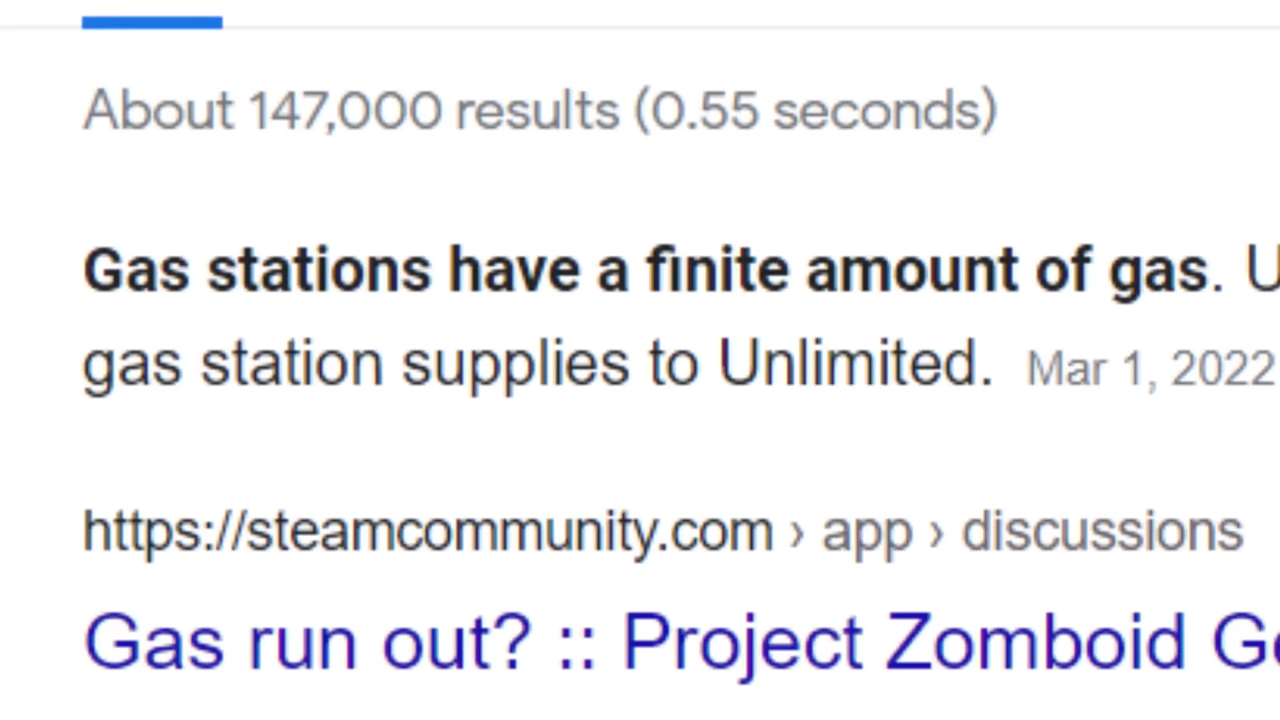 About 147,000 results (0.55 seconds)
Gas stations have a finite amount of gas. U
gas station supplies to Unlimited. Mar 1, 2022
https://steamcommunity.com › app › discussions
Gas run out? :: Project Zomboid Ge